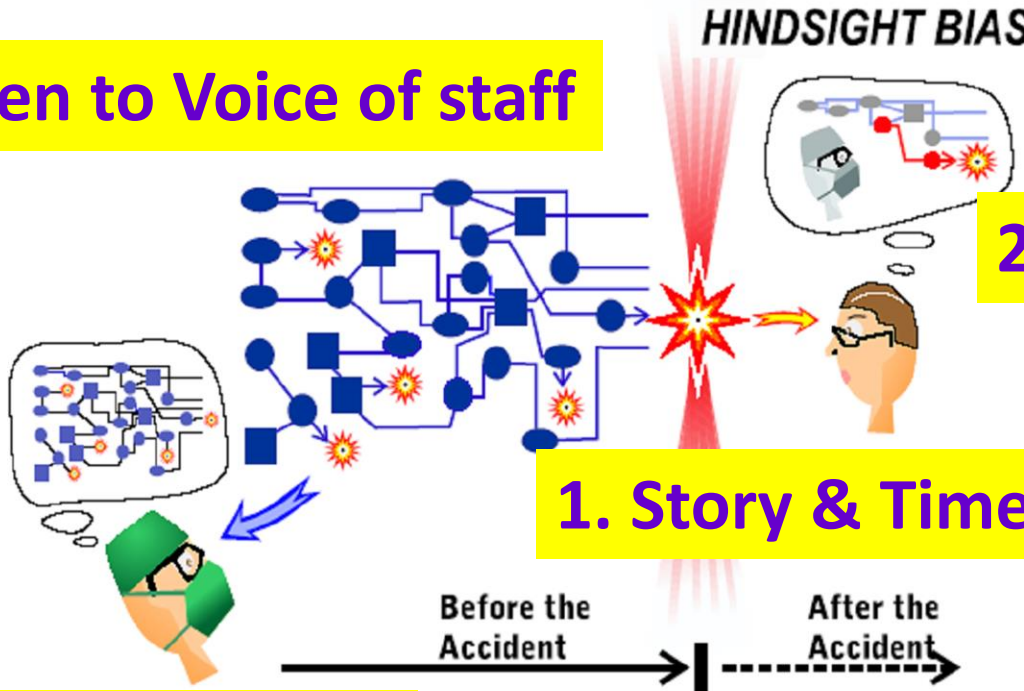 HINDSIGHT BIAS
en to Voice of staff
2
1. Story & Time
Before the
Accident
After the
Accident